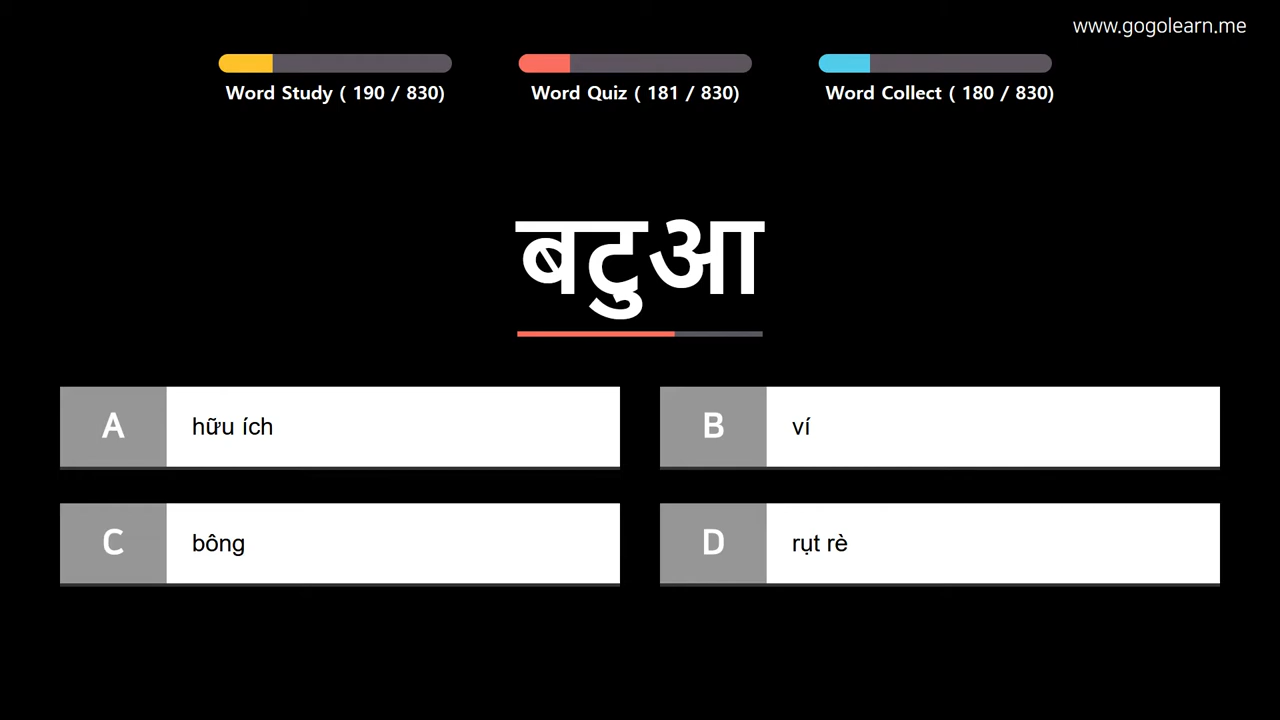 www.gogolearn.me
Word Study ( 190 / 830)
Word Quiz ( 181 / 830)
Word Collect ( 180 / 830)
बटुआ
A hữu ích
B ví
C bông
D rụt rè